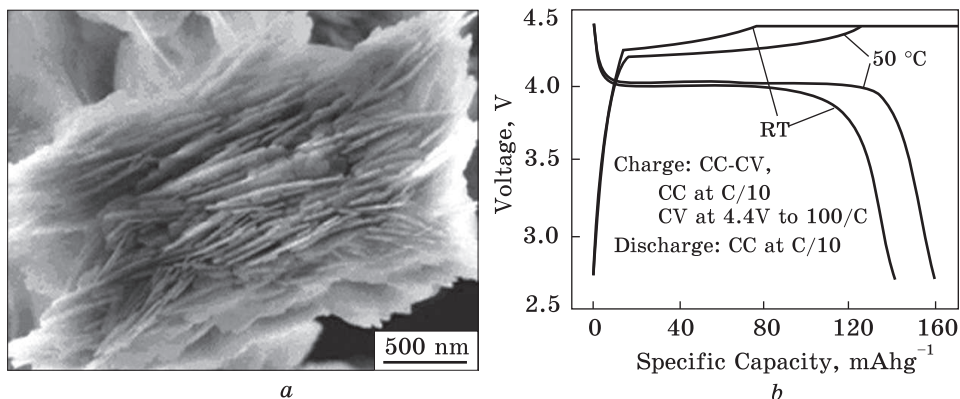 500 nm
a
4.5
4.0
3.5
3.0
2.5
Voltage, V
50 °C
RT
Charge: CC-CV,
CC at C/10
CV at 4.4V to 100/C
Discharge: CC at C/10
0 40 80 120 160
Specific Capacity, mAhg⁻¹
b